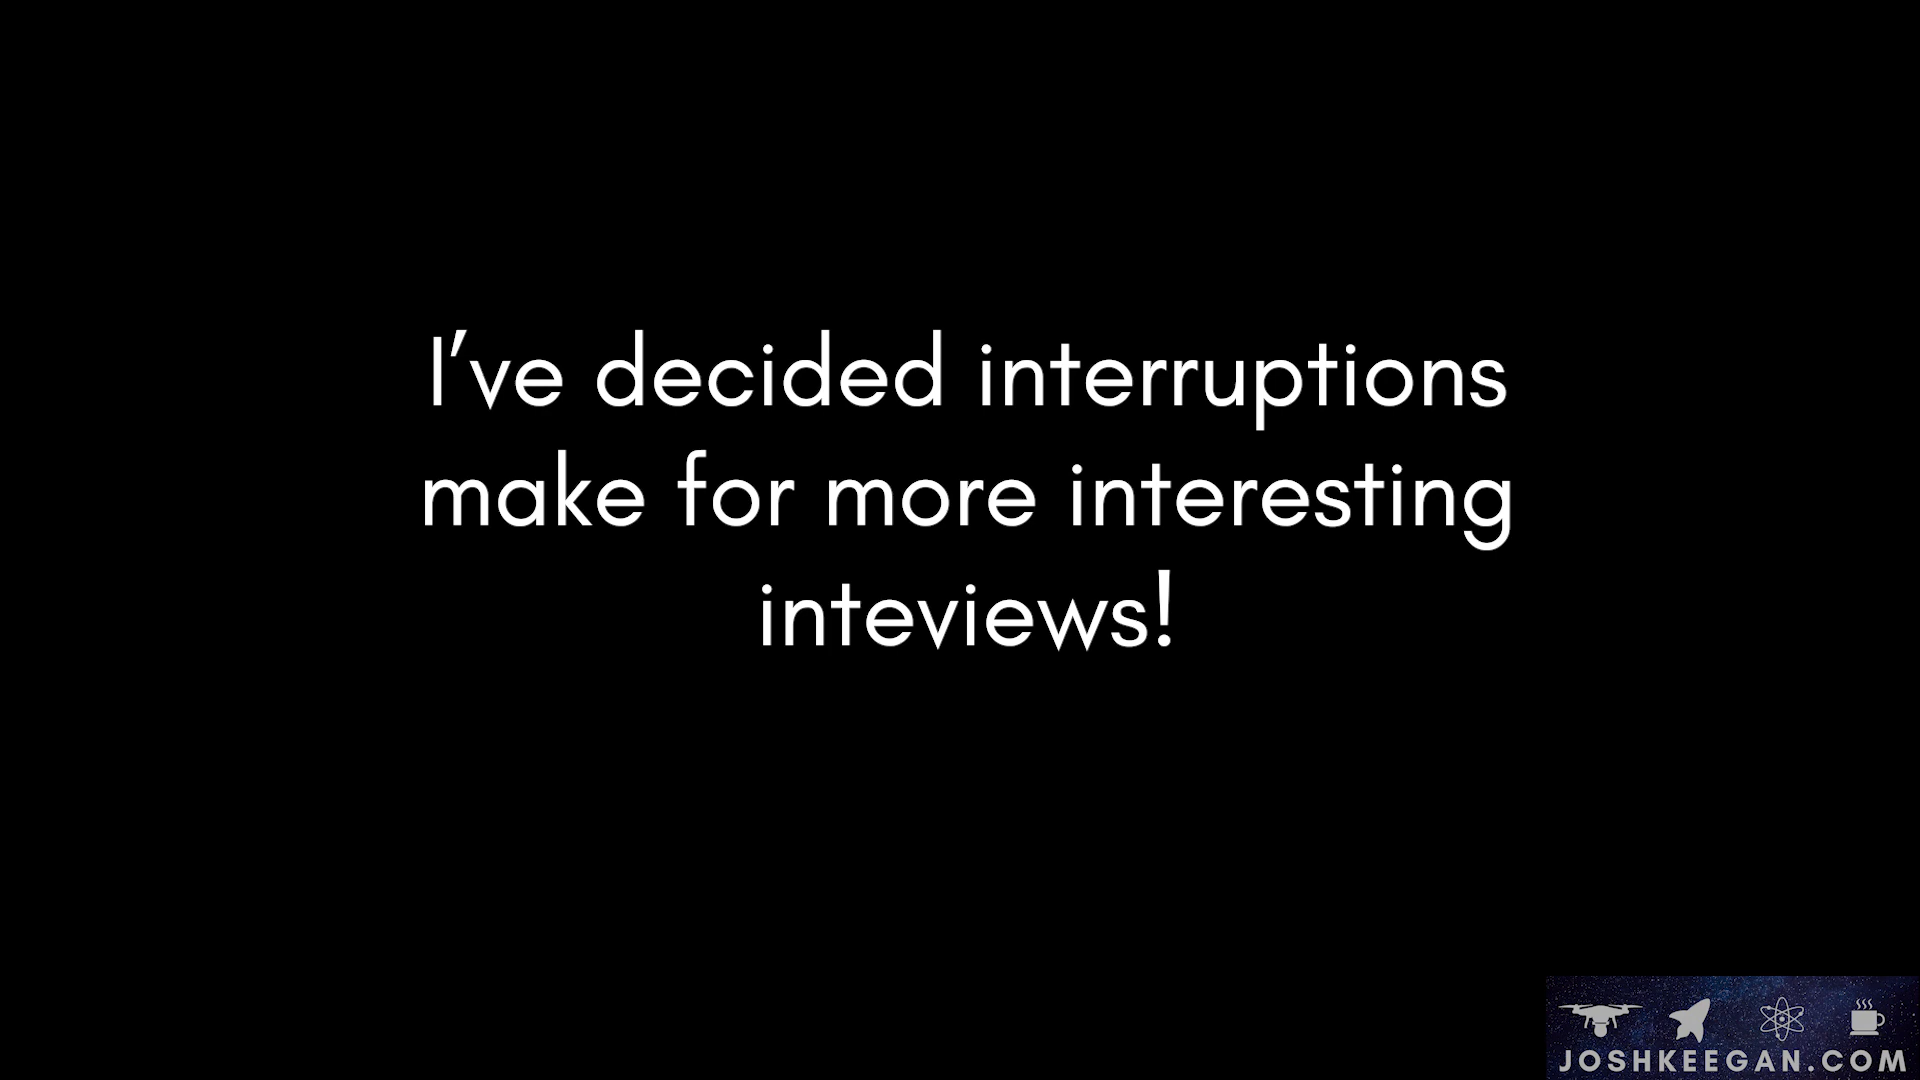 I've decided interruptions
make for more interesting
inteviews!
JOSHKEEGAN.COM